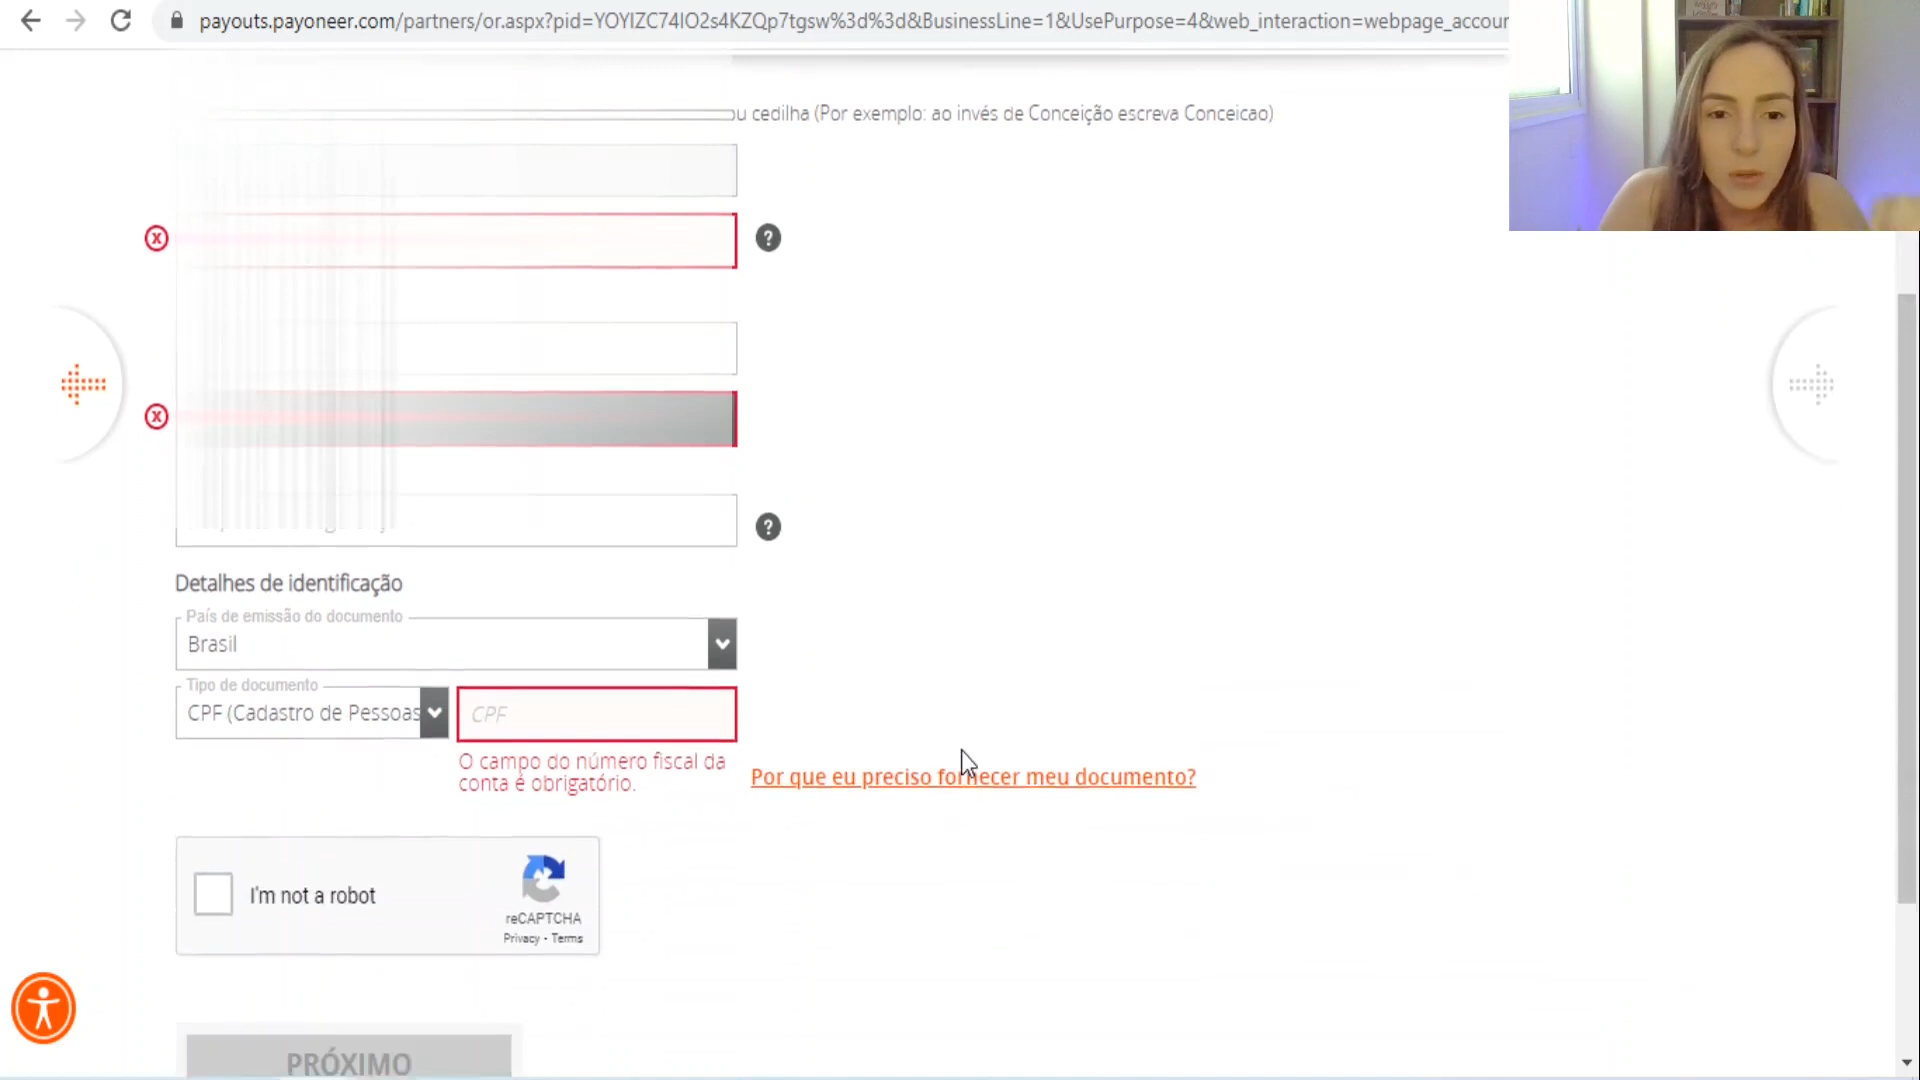 payouts.payoneer.com/partners/or.aspx?pid=YOYIZC74IO2s4KZQp7tgsw%3d%3d&BusinessLine=1&UsePurpose=4&web_interaction=webpage_accour
ou cedilha (Por exemplo: ao invés de Conceição escreva Conceicao)
Detalhes de identificação
País de emissão do documento
Brasil
Tipo de documento
CPF (Cadastro de Pessoas
CPF
O campo do número fiscal da
conta é obrigatório.
Por que eu preciso fornecer meu documento?
I'm not a robot
reCAPTCHA
Privacy - Terms
PRÓXIMO